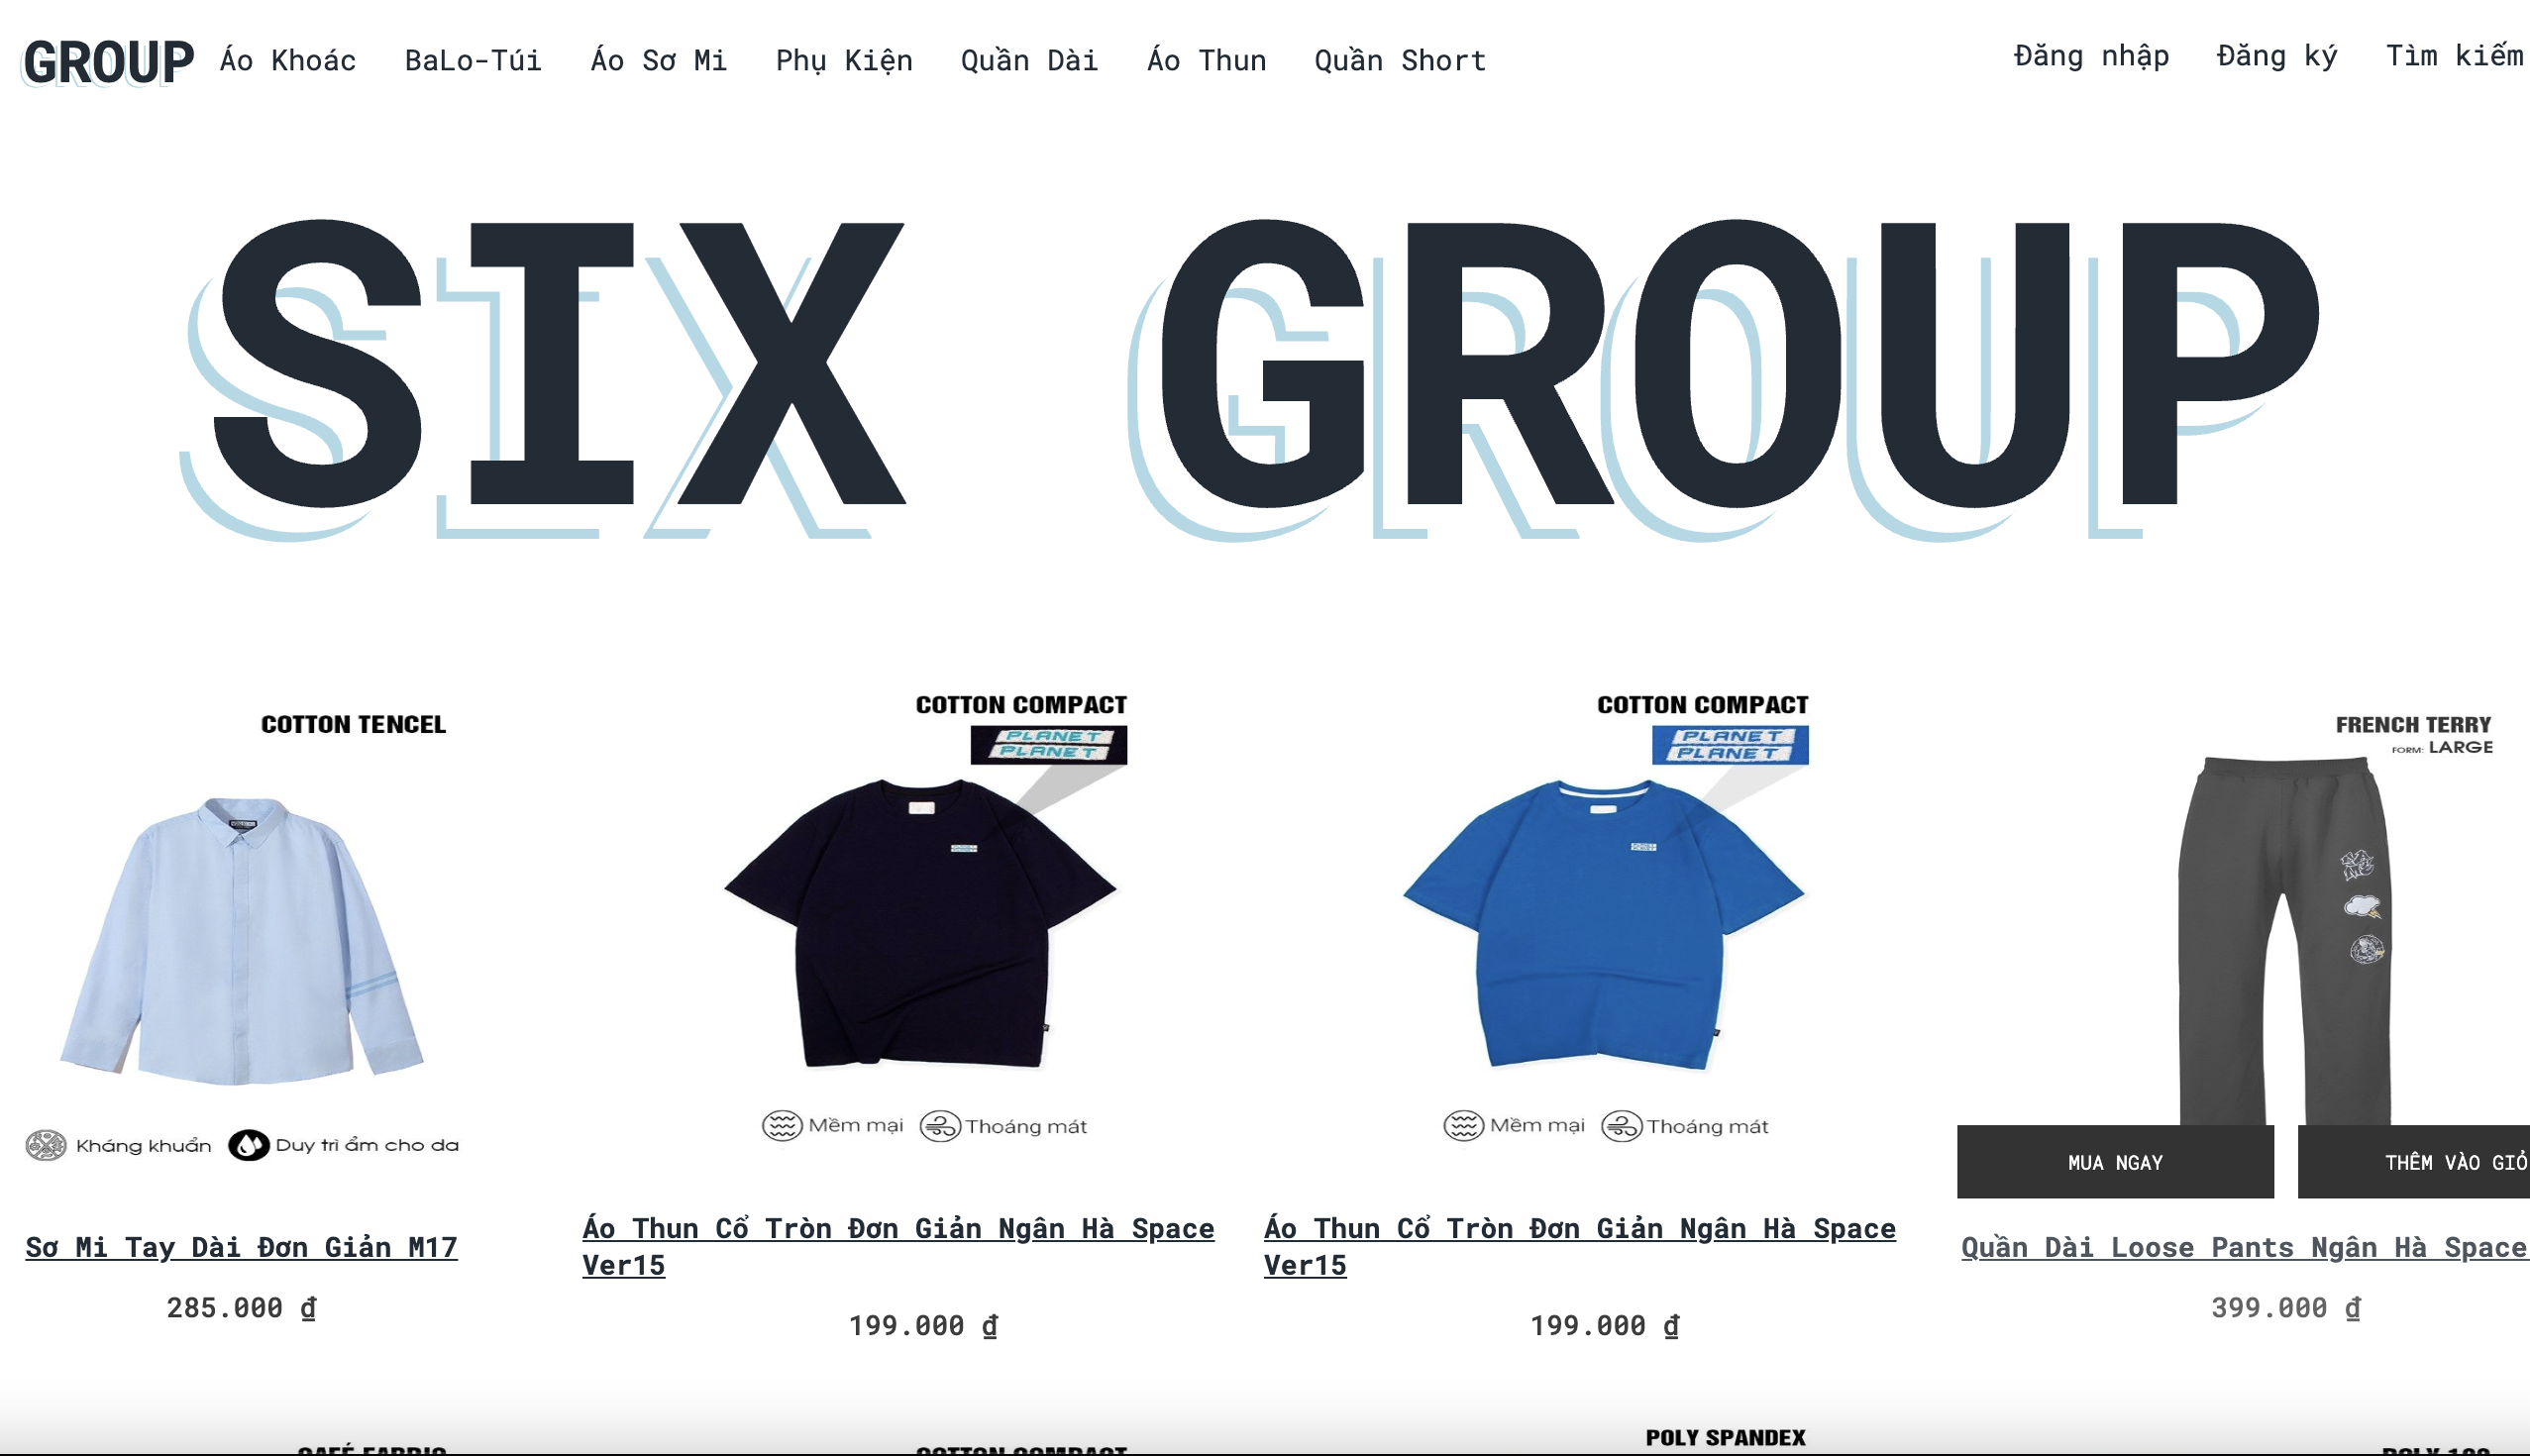 GROUP Áo Khoác BaLo-Túi Áo Sơ Mi Phụ Kiện Quần Dài Áo Thun Quần Short Đăng nhập Đăng ký Tìm kiếm
SIX GROUP
COTTON TENCEL
Kháng khuẩn Duy trì ẩm cho da
Sơ Mi Tay Dài Đơn Giản M17
285.000 ₫
COTTON COMPACT
PLANET
PLANET
Mềm mại Thoáng mát
Áo Thun Cổ Tròn Đơn Giản Ngân Hà Space
Ver15
199.000 ₫
COTTON COMPACT
PLANET
PLANET
Mềm mại Thoáng mát
Áo Thun Cổ Tròn Đơn Giản Ngân Hà Space
Ver15
199.000 ₫
FRENCH TERRY
FORM: LARGE
MUA NGAY THÊM VÀO GIỎ
Quần Dài Loose Pants Ngân Hà Space
399.000 ₫
CAFÉ FABRIC
COTTON COMPACT
POLY SPANDEX